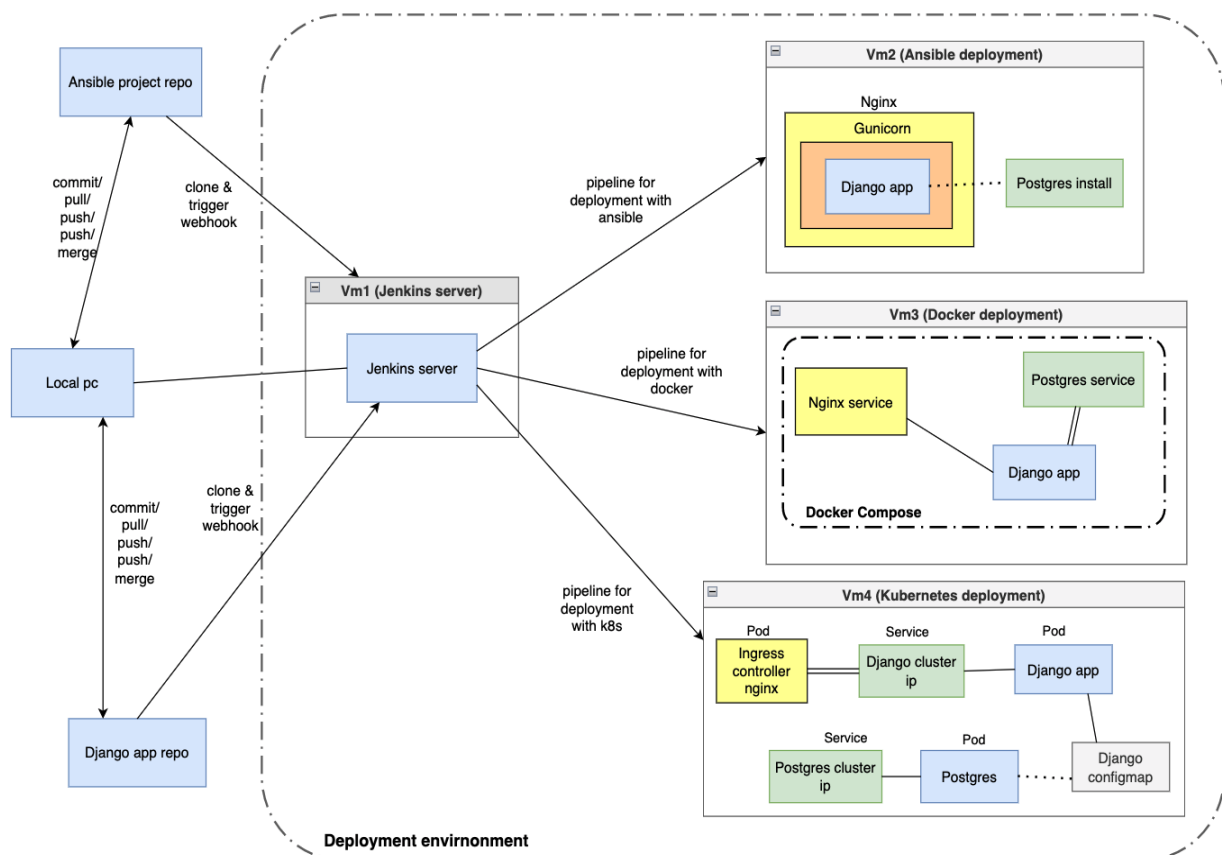 Ansible project repo
commit/
pull/
push/
push/
merge
clone &
trigger
webhook
Local pc
commit/
pull/
push/
push/
merge
clone &
trigger
webhook
Django app repo
Vm1 (Jenkins server)
Jenkins server
pipeline for
deployment with
ansible
pipeline for
deployment with
docker
pipeline for
deployment
with k8s
Vm2 (Ansible deployment)
Nginx
Gunicorn
Django app
Postgres install
Vm3 (Docker deployment)
Nginx service
Postgres service
Django app
Docker Compose
Vm4 (Kubernetes deployment)
Pod
Ingress
controller
nginx
Service
Django cluster
ip
Pod
Django app
Service
Postgres cluster
ip
Pod
Postgres
Django
configmap
Deployment envirnonment